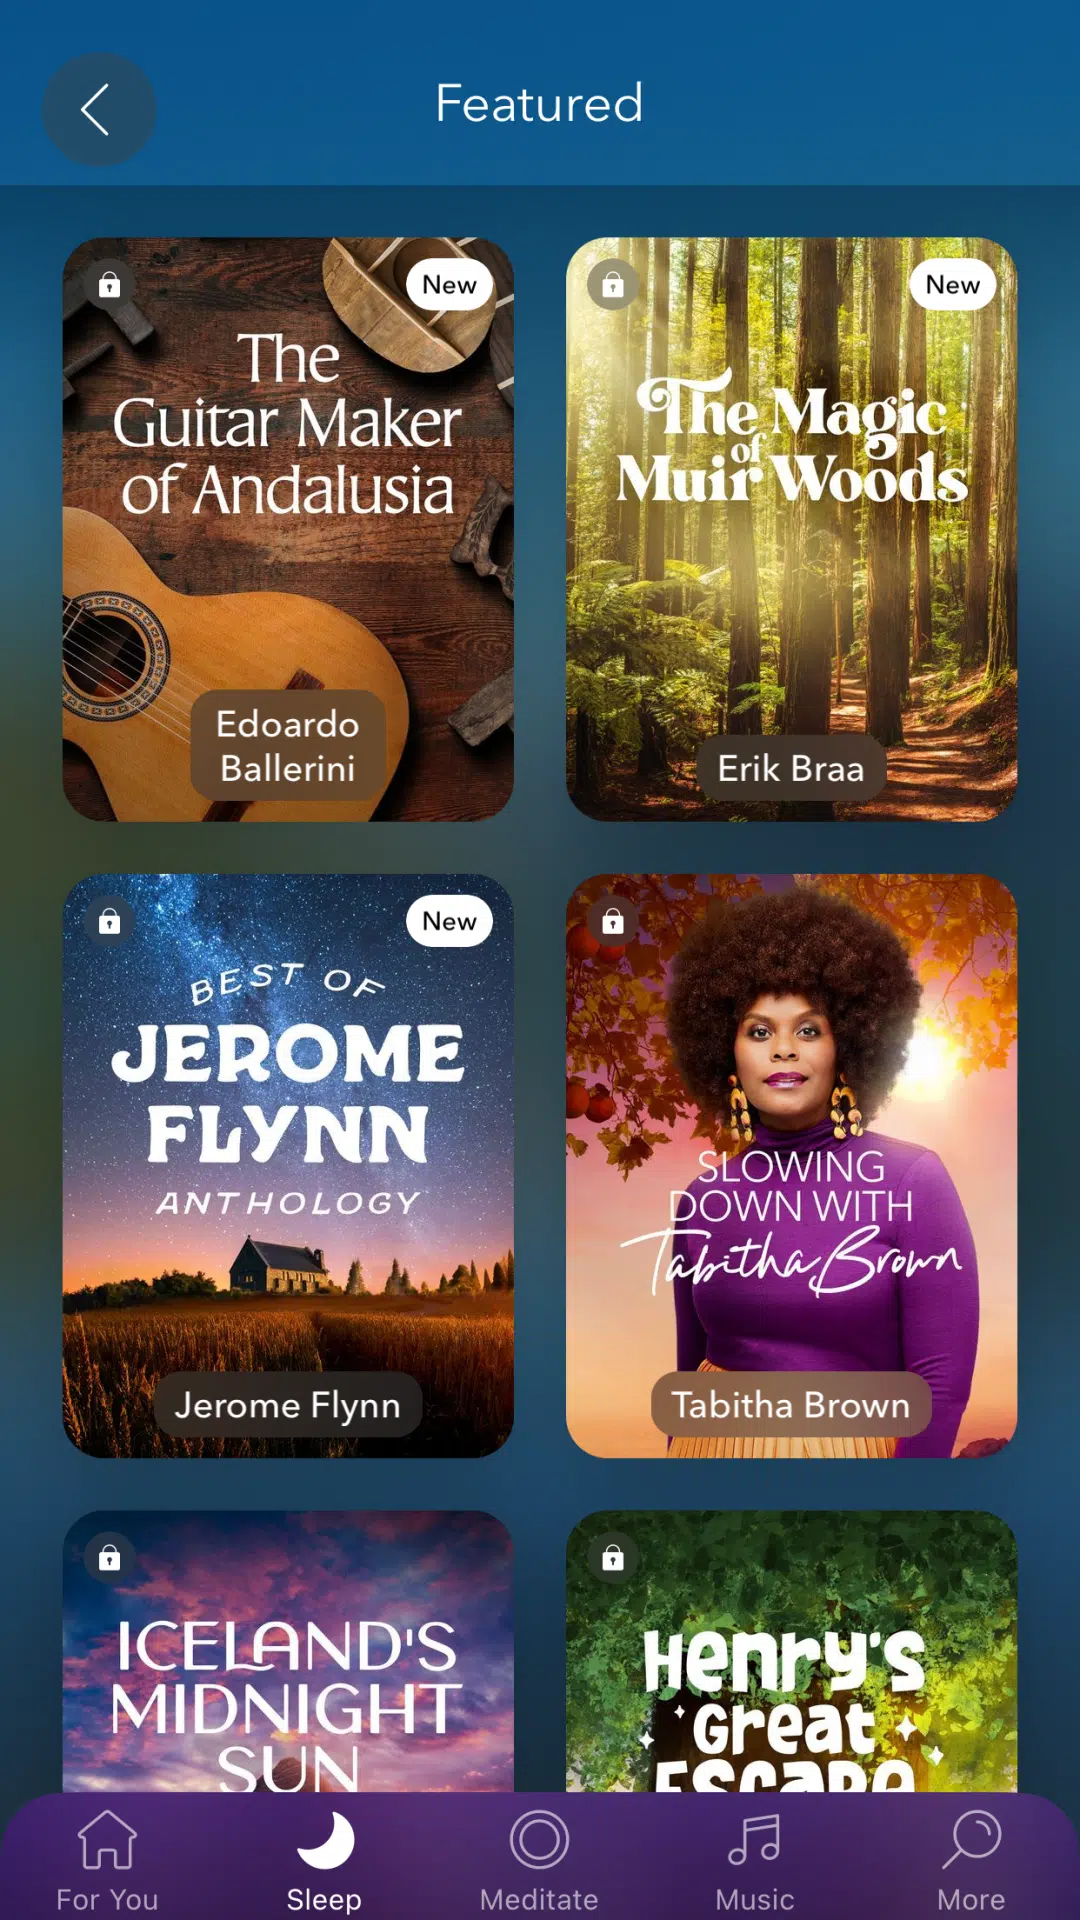 Featured
New
The
Guitar Maker
of Andalusia
Edoardo
Ballerini
New
The Magic
of
Muir Woods
Erik Braa
New
BEST OF
JEROME
FLYNN
ANTHOLOGY
Jerome Flynn
SLOWING
DOWN WITH
Tabitha Brown
Tabitha Brown
ICELAND'S
MIDNIGHT
SUN
Henry's
Great
Escape
For You
Sleep
Meditate
Music
More